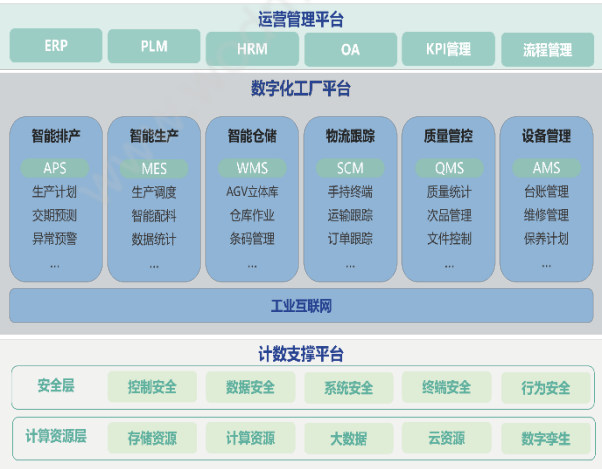 运营管理平台
ERP PLM HRM OA KPI管理 流程管理
数字化工厂平台
智能排产 智能生产 智能仓储 物流跟踪 质量管控 设备管理
APS MES WMS SCM QMS AMS
生产计划 生产调度 AGV立体库 手持终端 质量统计 台账管理
交期预测 智能配料 仓库作业 运输跟踪 次品管理 维修管理
异常预警 数据统计 条码管理 订单跟踪 文件控制 保养计划
... ... ... ... ... ...
工业互联网
计数支撑平台
安全层 控制安全 数据安全 系统安全 终端安全 行为安全
计算资源层 存储资源 计算资源 大数据 云资源 数字孪生